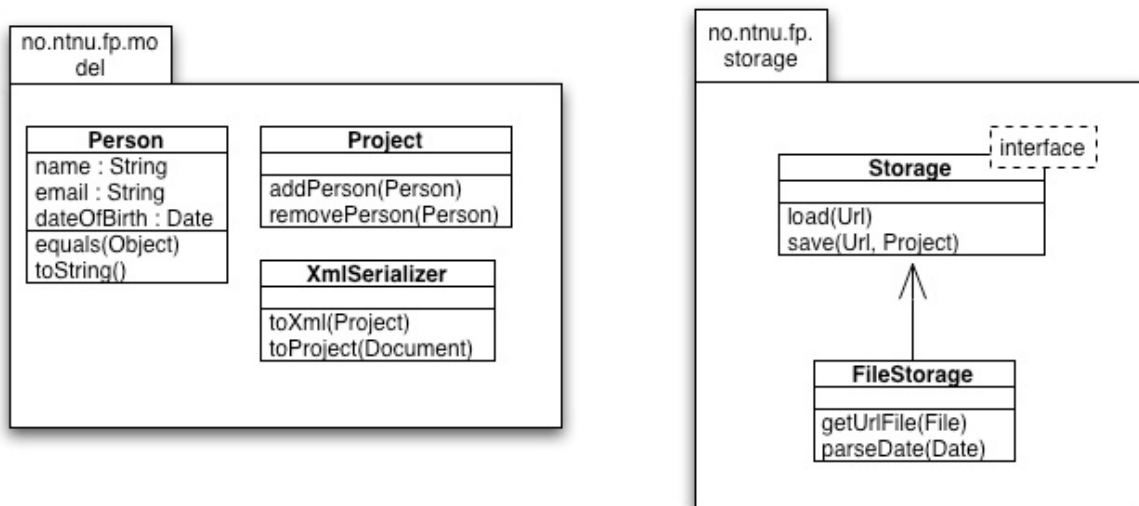 no.ntnu.fp.mo
del
Person
name : String
email : String
dateOfBirth : Date
equals(Object)
toString()
Project
addPerson(Person)
removePerson(Person)
XmlSerializer
toXml(Project)
toProject(Document)
no.ntnu.fp.
storage
interface
Storage
load(Url)
save(Url, Project)
FileStorage
getUrlFile(File)
parseDate(Date)